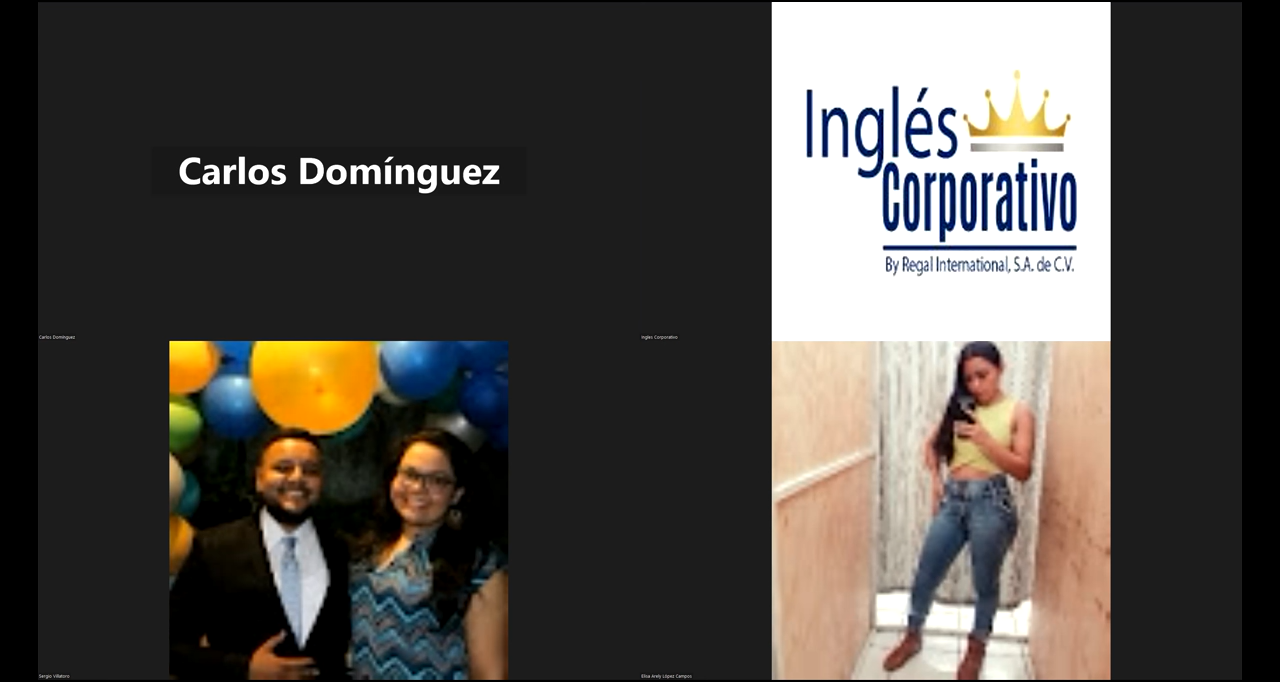 Carlos Domínguez
Inglés
Corporativo
By Regal International, S.A. de C.V.
Carlos Domínguez
Inglés Corporativo
Sergio Villatoro
Elisa Arely López Campos